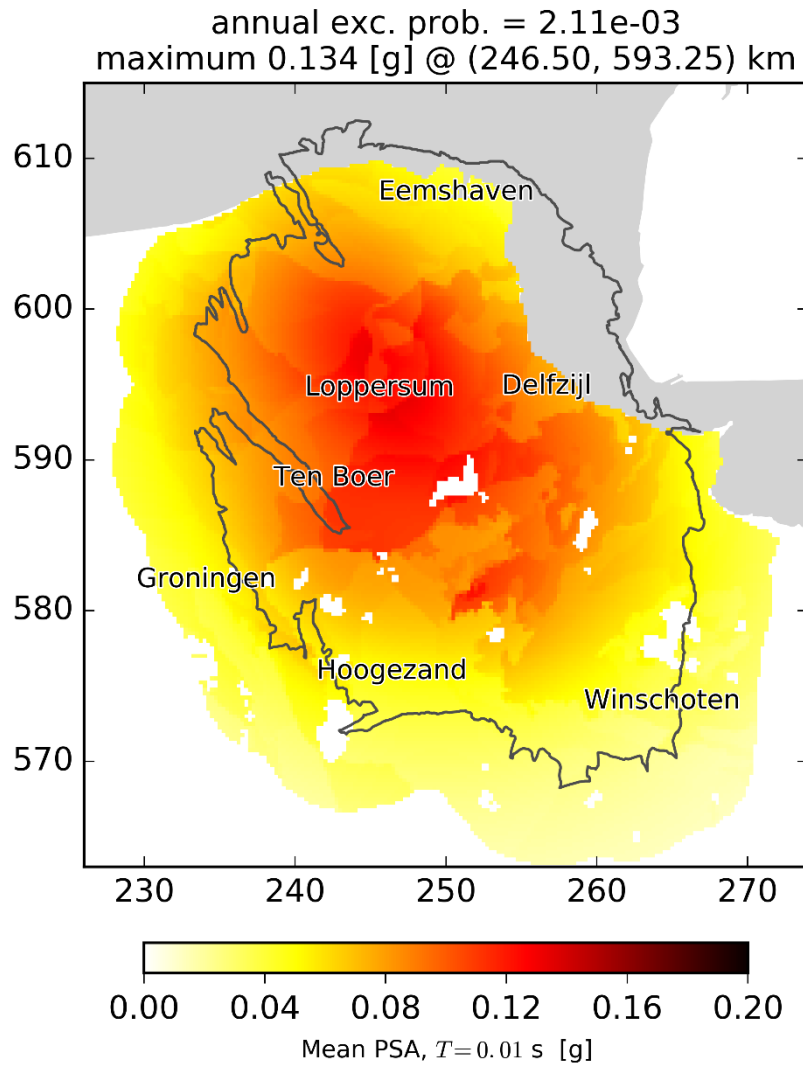 annual exc. prob. = 2.11e-03
maximum 0.134 [g] @ (246.50, 593.25) km
610
600
590
580
570
Eemshaven
Loppersum
Delfzijl
Ten Boer
Groningen
Hoogezand
Winschoten
230 240 250 260 270
0.00 0.04 0.08 0.12 0.16 0.20
Mean PSA, T=0.01 s [g]